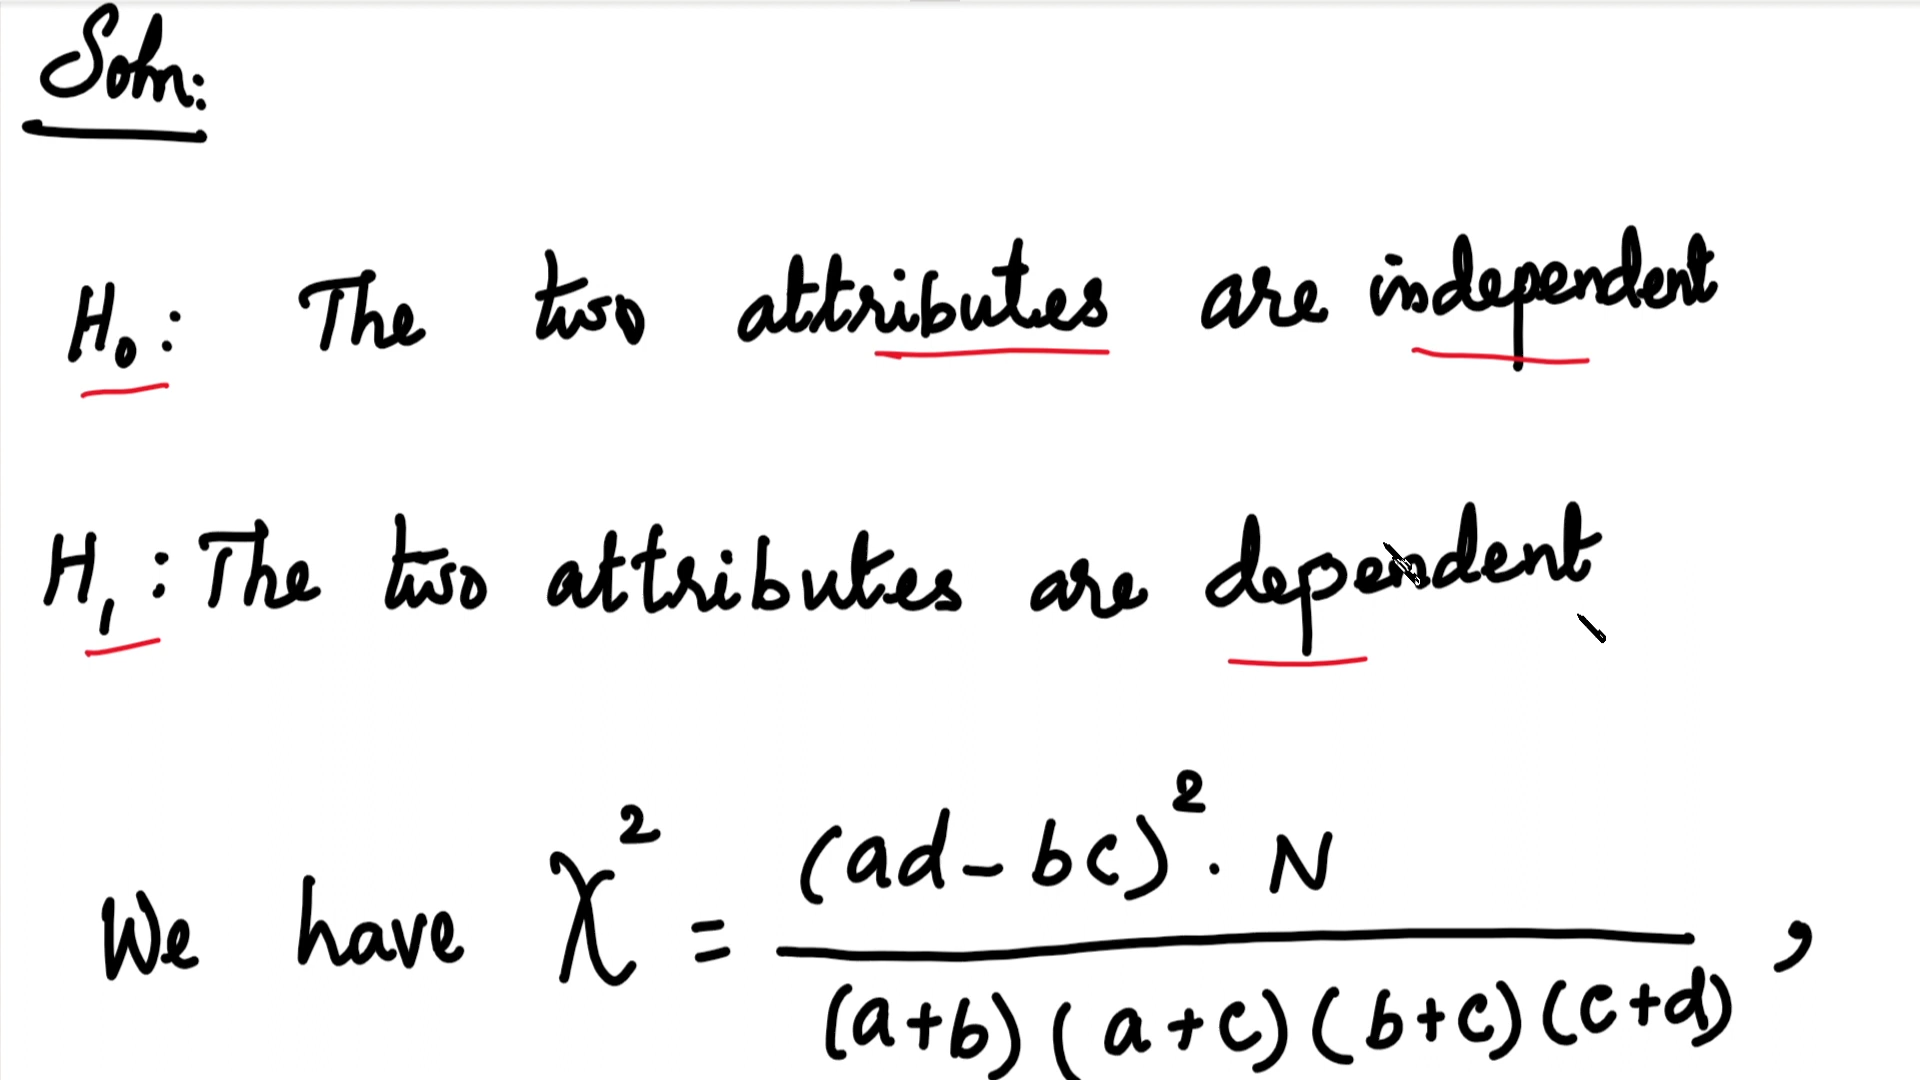 Soln:
H₀: The two attributes are independent
H₁: The two attributes are dependent
We have χ² = (ad - bc)² · N / (a+b)(a+c)(b+c)(c+d) ,